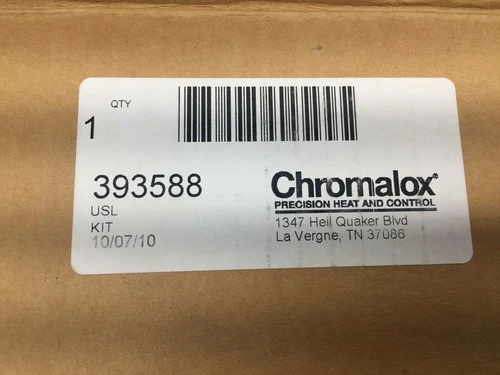 QTY
1
393588
USL
KIT
10/07/10
Chromalox®
PRECISION HEAT AND CONTROL
1347 Heil Quaker Blvd
La Vergne, TN 37086